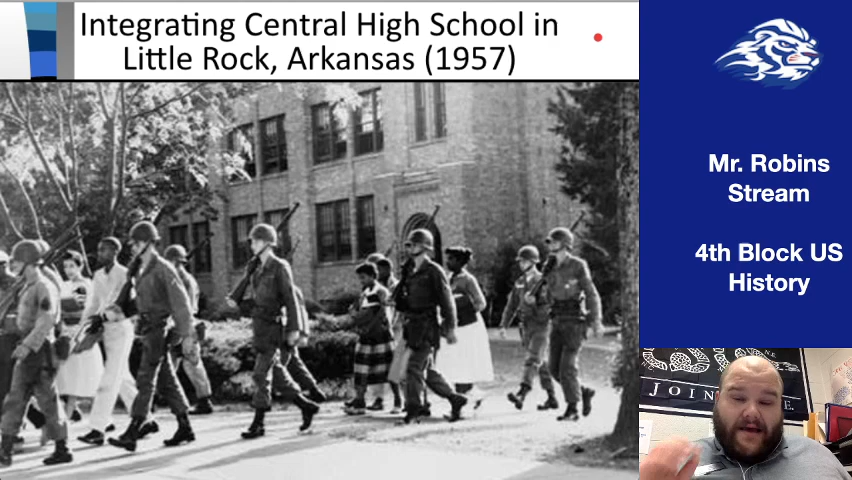 Integrating Central High School in
Little Rock, Arkansas (1957)
Mr. Robins
Stream
4th Block US
History
JOIN,